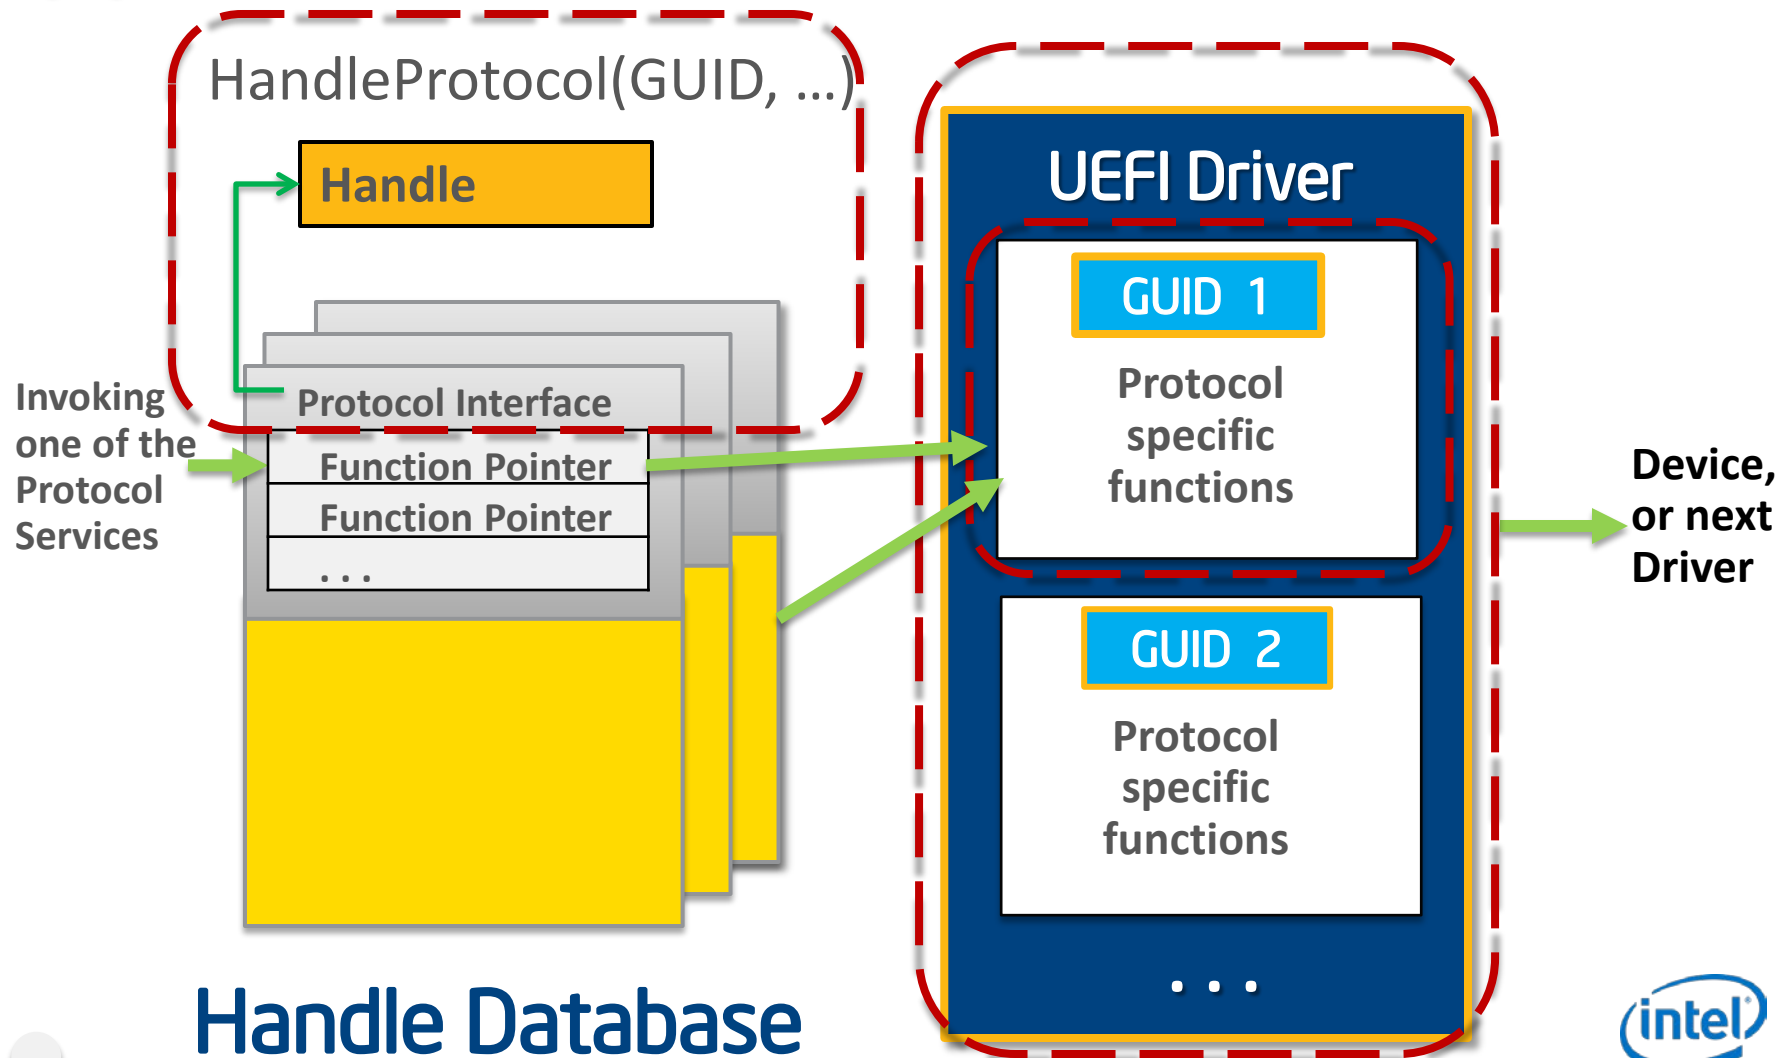 HandleProtocol(GUID, …)
Handle
Protocol Interface
Invoking
one of the
Protocol
Services
Function Pointer
Function Pointer
. . .
Handle Database
UEFI Driver
GUID 1
Protocol
specific
functions
GUID 2
Protocol
specific
functions
. . .
Device,
or next
Driver
intel